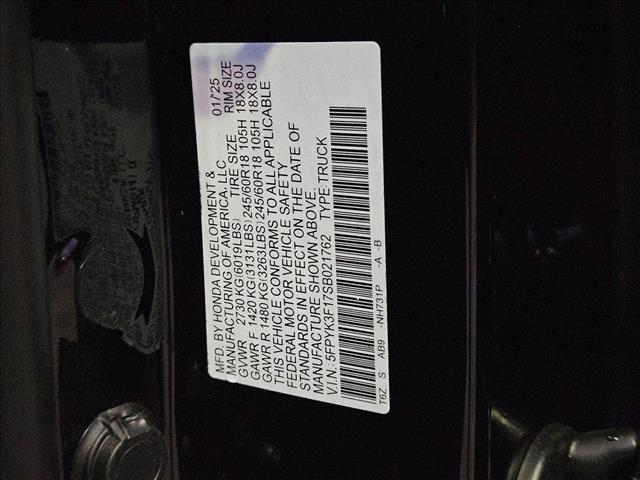 MFD. BY HONDA DEVELOPMENT &
MANUFACTURING OF AMERICA, LLC 01/'25
TIRE SIZE RIM SIZE
GVWR 2730 KG(6019LBS)
GAWR F 1420 KG(3131LBS) 245/60R18 105H 18X8.0J
GAWR R 1480 KG(3263LBS) 245/60R18 105H 18X8.0J
THIS VEHICLE CONFORMS TO ALL APPLICABLE
FEDERAL MOTOR VEHICLE SAFETY
STANDARDS IN EFFECT ON THE DATE OF
MANUFACTURE SHOWN ABOVE.
V.I.N.: 5FPYK3F17SB021762 TYPE: TRUCK
T6Z S AB9 -NH731P -A -B